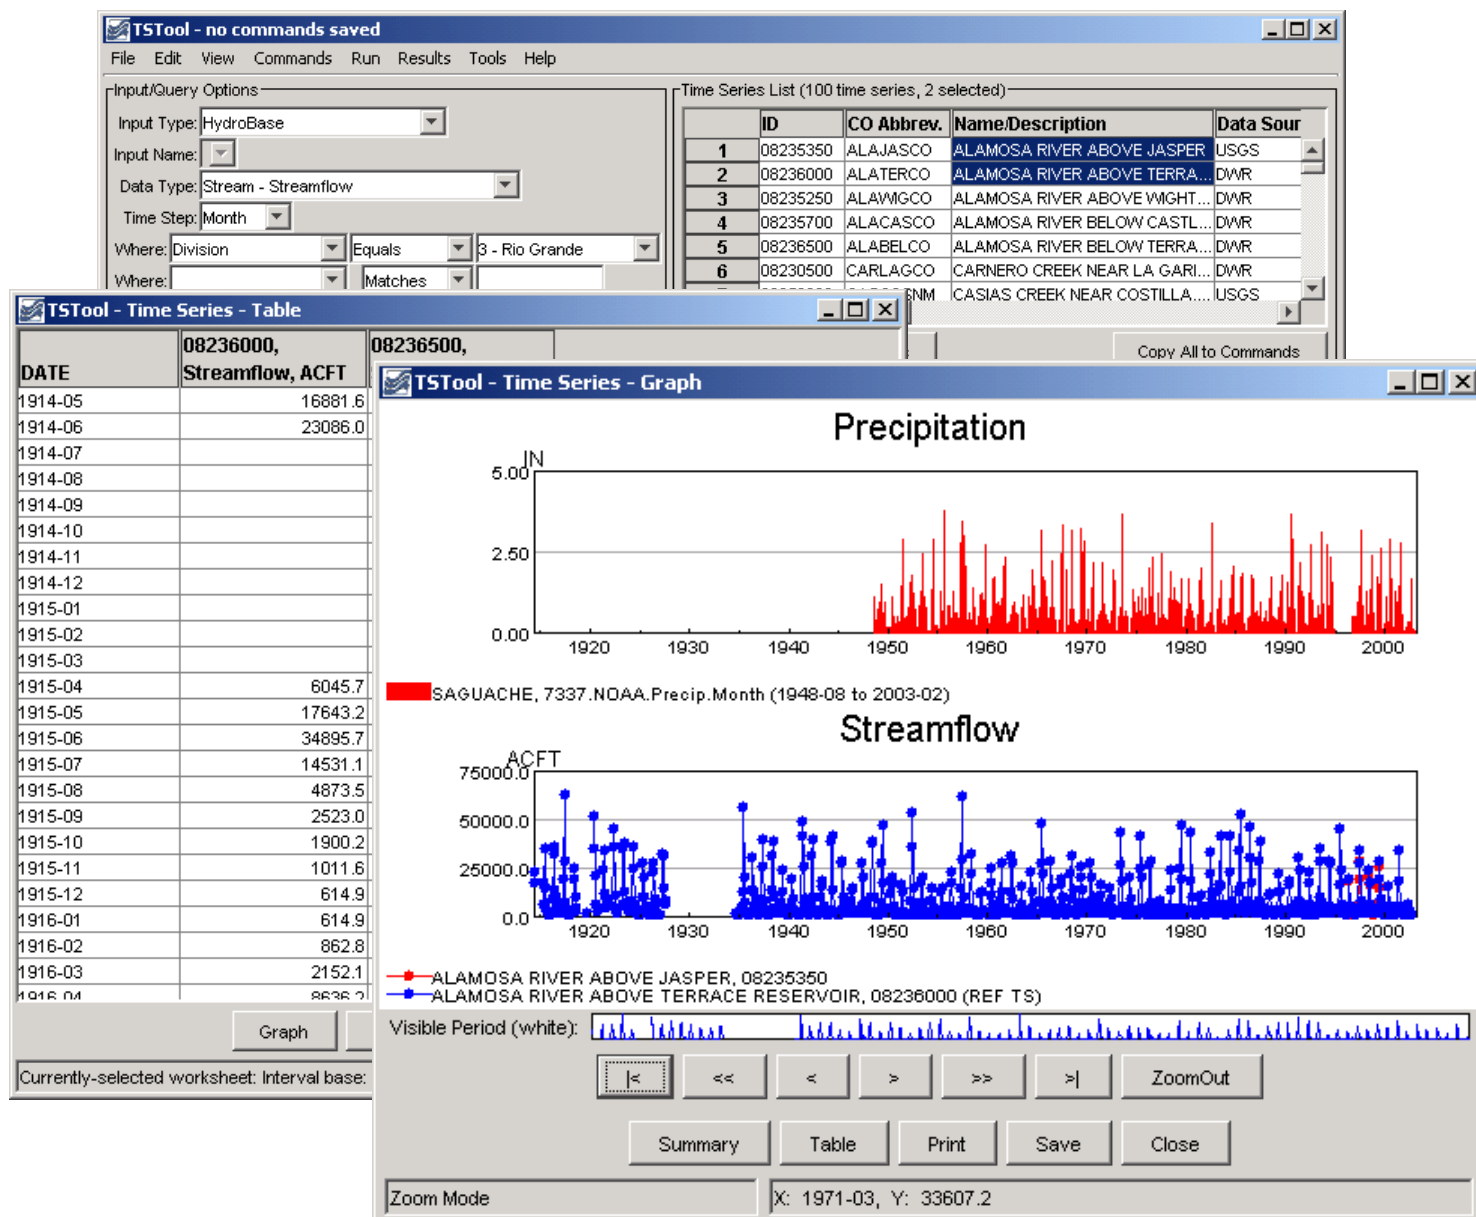 TSTool - no commands saved
File Edit View Commands Run Results Tools Help
Input/Query Options
Input Type: HydroBase
Input Name:
Data Type: Stream - Streamflow
Time Step: Month
Where: Division Equals 3 - Rio Grande
Where: Matches
Time Series List (100 time series, 2 selected)
ID CO Abbrev. Name/Description Data Sour
1 08235350 ALAJASCO ALAMOSA RIVER ABOVE JASPER USGS
2 08236000 ALATERCO ALAMOSA RIVER ABOVE TERRA... DWR
3 08235250 ALAWIGCO ALAMOSA RIVER ABOVE WIGHT... DWR
4 08235700 ALACASCO ALAMOSA RIVER BELOW CASTL... DWR
5 08236500 ALABELCO ALAMOSA RIVER BELOW TERRA... DWR
6 08230500 CARLAGCO CARNERO CREEK NEAR LA GARI... DWR
CASIAS CREEK NEAR COSTILLA.... USGS
Copy All to Commands
TSTool - Time Series - Table
DATE 08236000, Streamflow, ACFT 08236500,
1914-05 16881.6
1914-06 23086.0
1914-07
1914-08
1914-09
1914-10
1914-11
1914-12
1915-01
1915-02
1915-03
1915-04 6045.7
1915-05 17643.2
1915-06 34895.7
1915-07 14531.1
1915-08 4873.5
1915-09 2523.0
1915-10 1900.2
1915-11 1011.6
1915-12 614.9
1916-01 614.9
1916-02 862.8
1916-03 2152.1
1916-04 8636.2
Graph
Currently-selected worksheet: Interval base:
TSTool - Time Series - Graph
Precipitation
IN
5.00
2.50
0.00
1920 1930 1940 1950 1960 1970 1980 1990 2000
SAGUACHE, 7337.NOAA.Precip.Month (1948-08 to 2003-02)
Streamflow
ACFT
75000.0
50000.0
25000.0
0.0
1920 1930 1940 1950 1960 1970 1980 1990 2000
ALAMOSA RIVER ABOVE JASPER, 08235350
ALAMOSA RIVER ABOVE TERRACE RESERVOIR, 08236000 (REF TS)
Visible Period (white):
|< << < > >> >| ZoomOut
Summary Table Print Save Close
Zoom Mode
X: 1971-03, Y: 33607.2